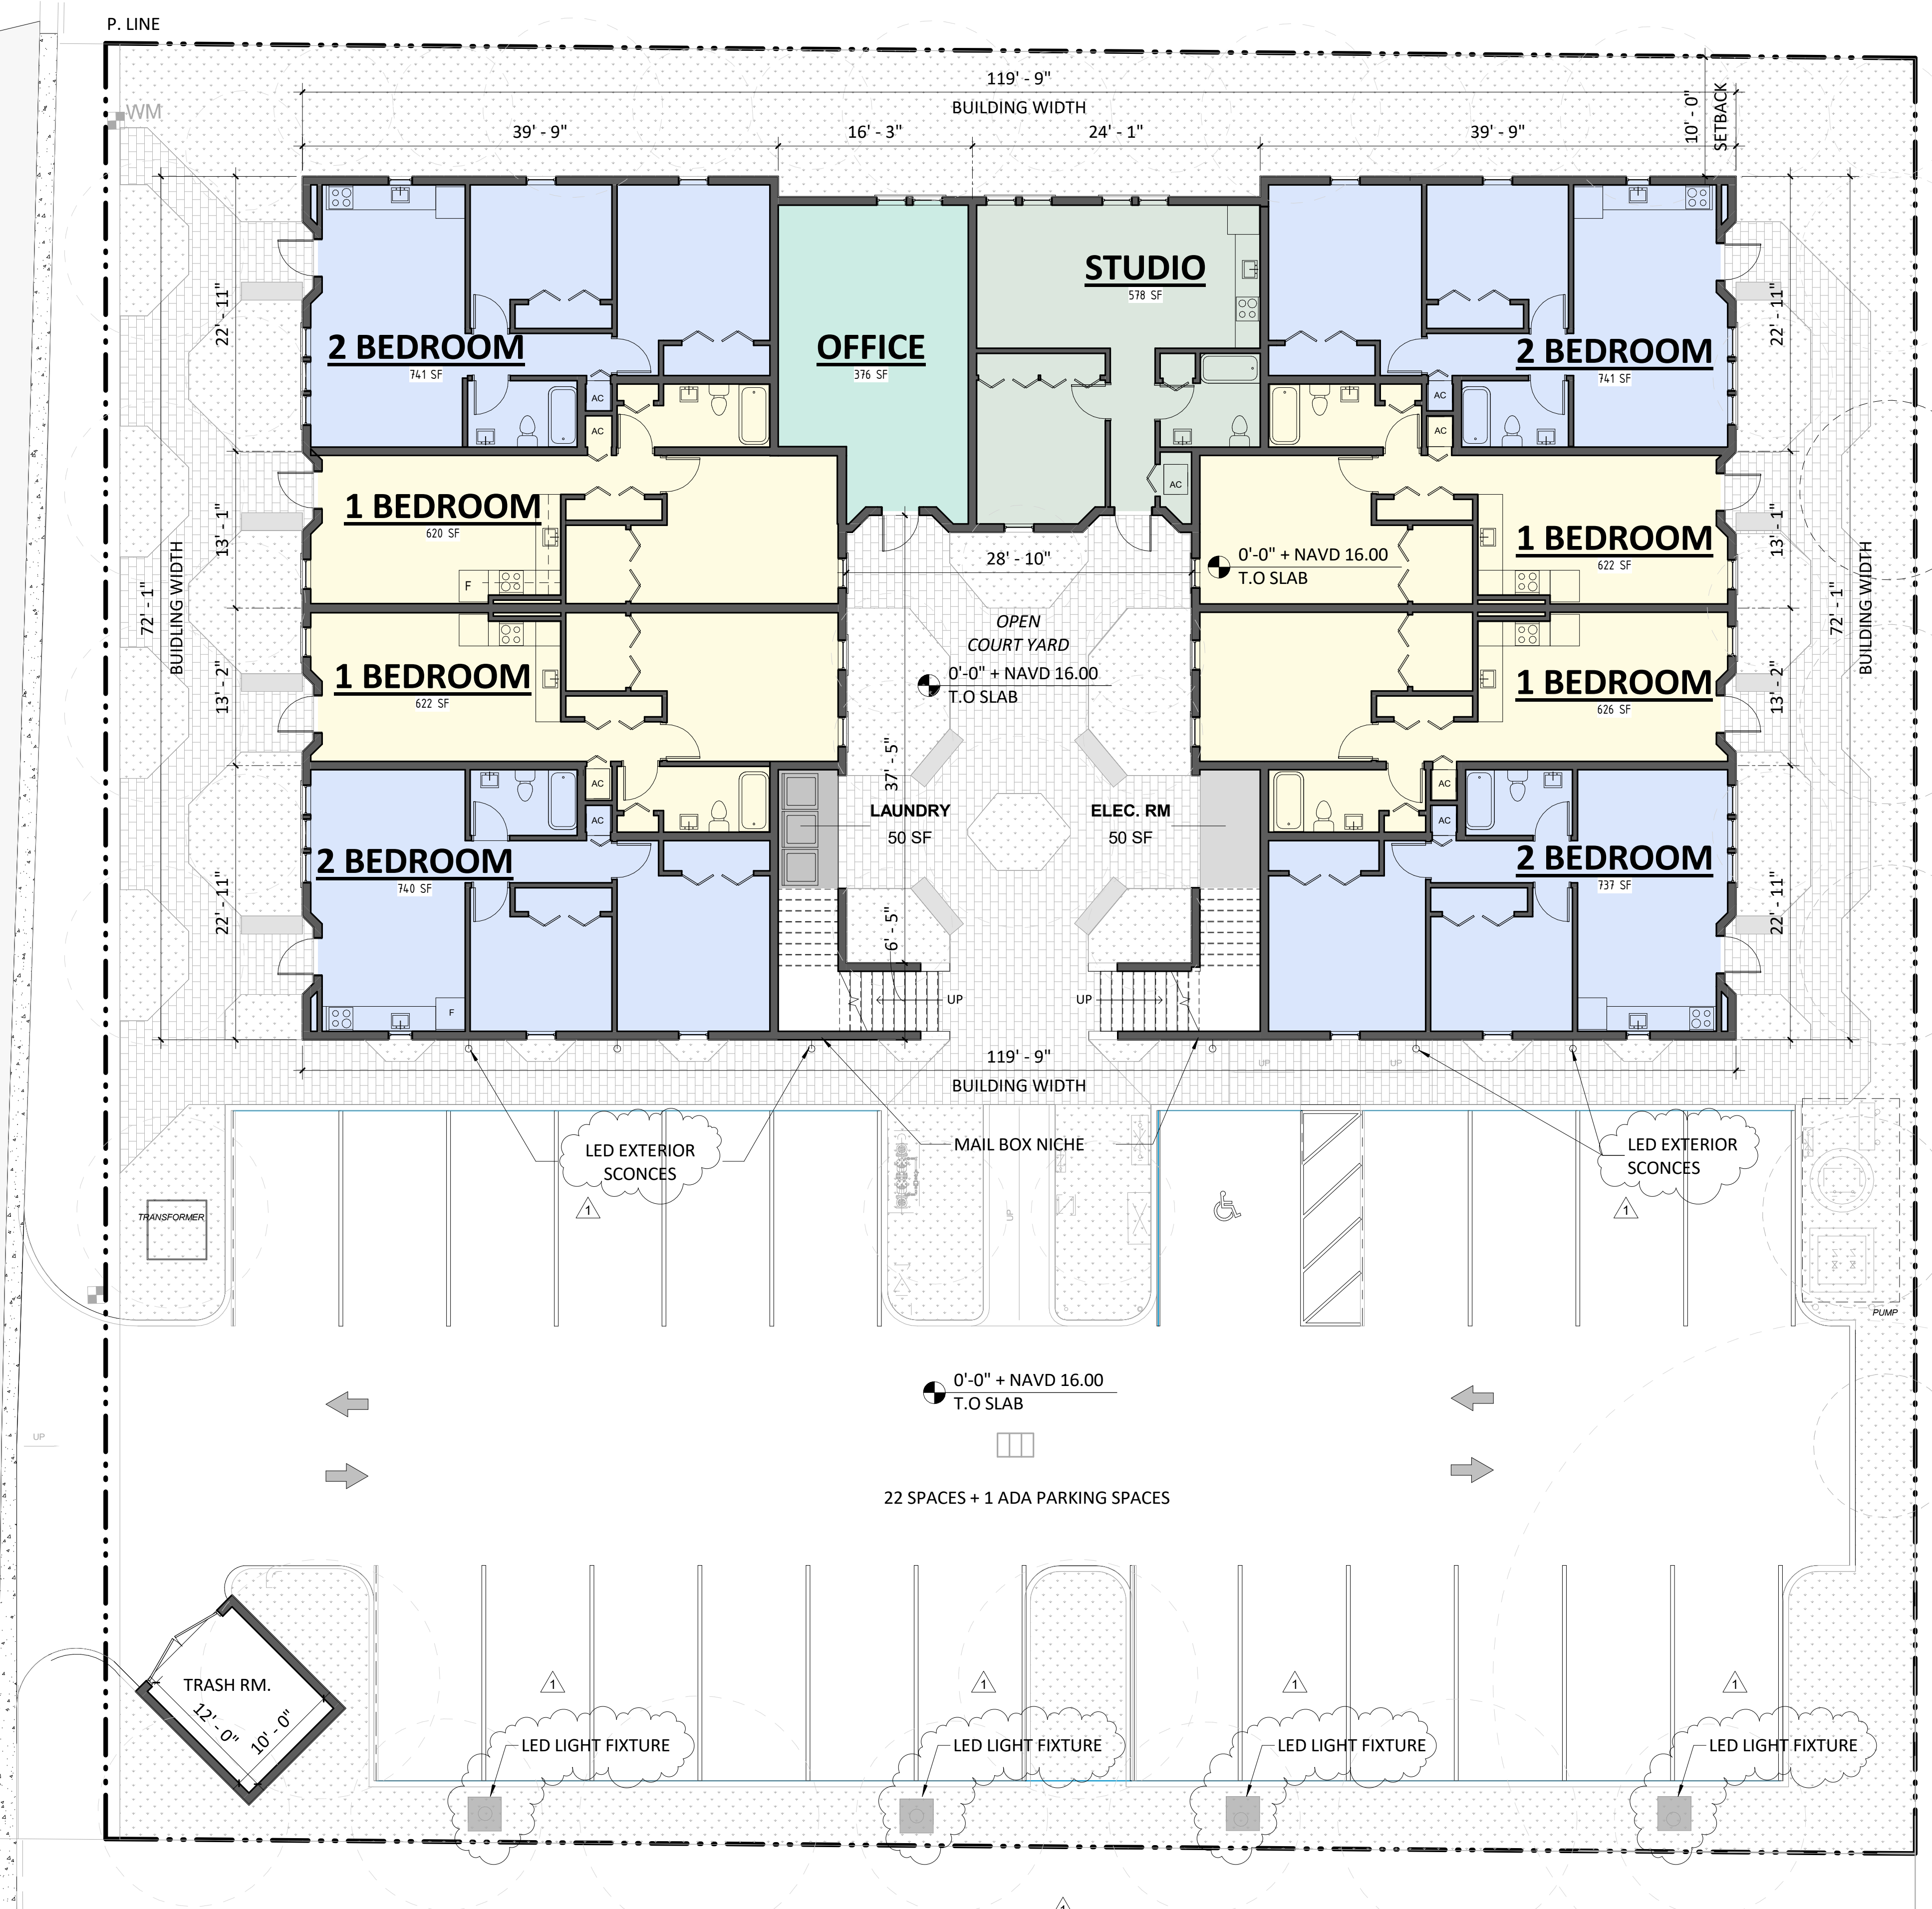 P. LINE
WM
119' - 9"
BUILDING WIDTH
39' - 9"
16' - 3"
24' - 1"
39' - 9"
10' - 0"
SETBACK
2 BEDROOM
741 SF
OFFICE
376 SF
STUDIO
578 SF
2 BEDROOM
741 SF
22' - 11"
22' - 11"
AC
AC
AC
AC
AC
1 BEDROOM
620 SF
F
13' - 1"
28' - 10"
0'-0" + NAVD 16.00
T.O SLAB
1 BEDROOM
622 SF
13' - 1"
72' - 1"
BUIDLING WIDTH
OPEN
COURT YARD
0'-0" + NAVD 16.00
T.O SLAB
72' - 1"
BUILDING WIDTH
1 BEDROOM
622 SF
13' - 2"
1 BEDROOM
626 SF
13' - 2"
37' - 5"
AC
AC
AC
AC
LAUNDRY
50 SF
ELEC. RM
50 SF
2 BEDROOM
740 SF
F
22' - 11"
2 BEDROOM
737 SF
22' - 11"
6' - 5"
UP
UP
119' - 9"
BUILDING WIDTH
UP
UP
LED EXTERIOR
SCONCES
1
MAIL BOX NICHE
LED EXTERIOR
SCONCES
1
TRANSFORMER
UP
PUMP
0'-0" + NAVD 16.00
T.O SLAB
UP
22 SPACES + 1 ADA PARKING SPACES
TRASH RM.
12' - 0"
10' - 0"
1
1
1
1
LED LIGHT FIXTURE
LED LIGHT FIXTURE
LED LIGHT FIXTURE
LED LIGHT FIXTURE